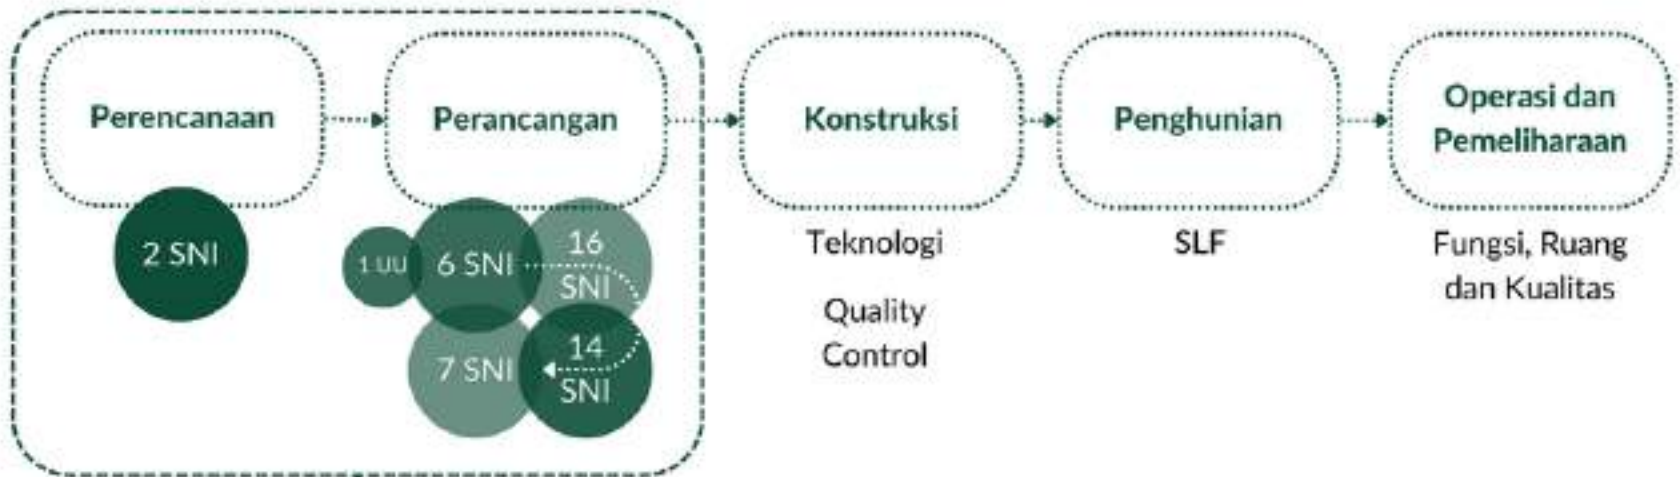 Perencanaan
2 SNI
Perancangan
1 UU
6 SNI
16
SNI
7 SNI
14
SNI
Konstruksi
Teknologi
Quality
Control
Penghunian
SLF
Operasi dan
Pemeliharaan
Fungsi, Ruang
dan Kualitas